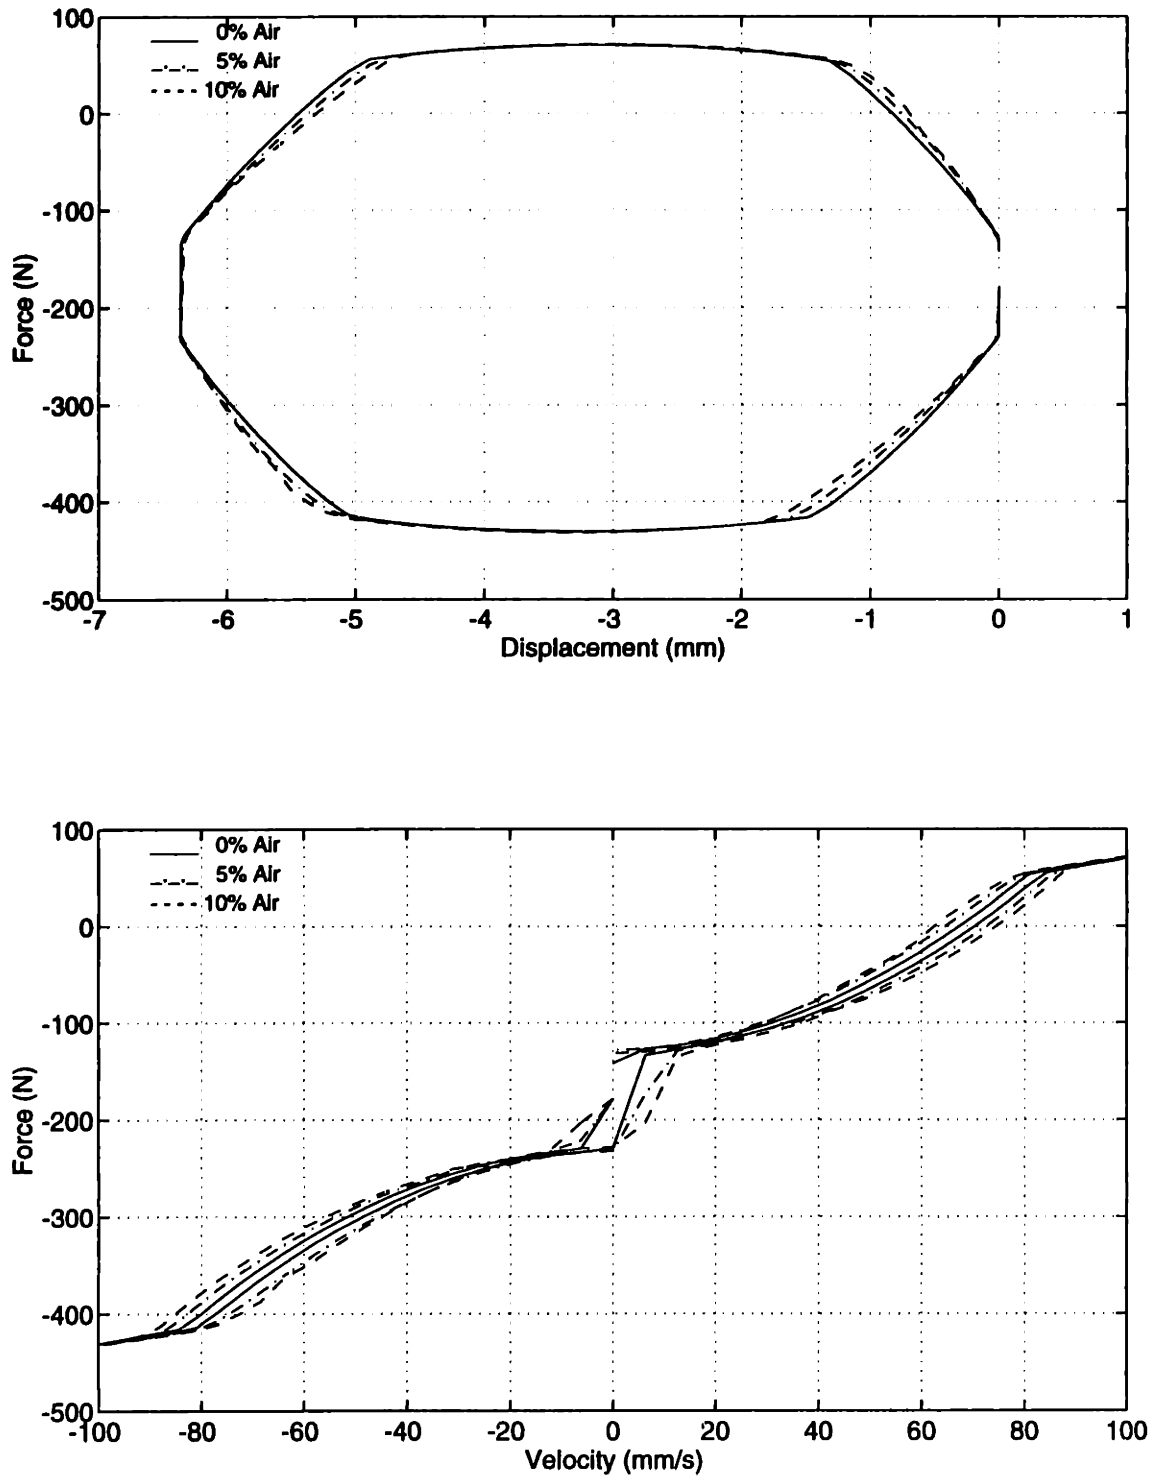 100
0% Air
5% Air
10% Air
0
-100
-200
-300
-400
-500
Force (N)
-7 -6 -5 -4 -3 -2 -1 0 1
Displacement (mm)
100
0% Air
5% Air
10% Air
0
-100
-200
-300
-400
-500
Force (N)
-100 -80 -60 -40 -20 0 20 40 60 80 100
Velocity (mm/s)